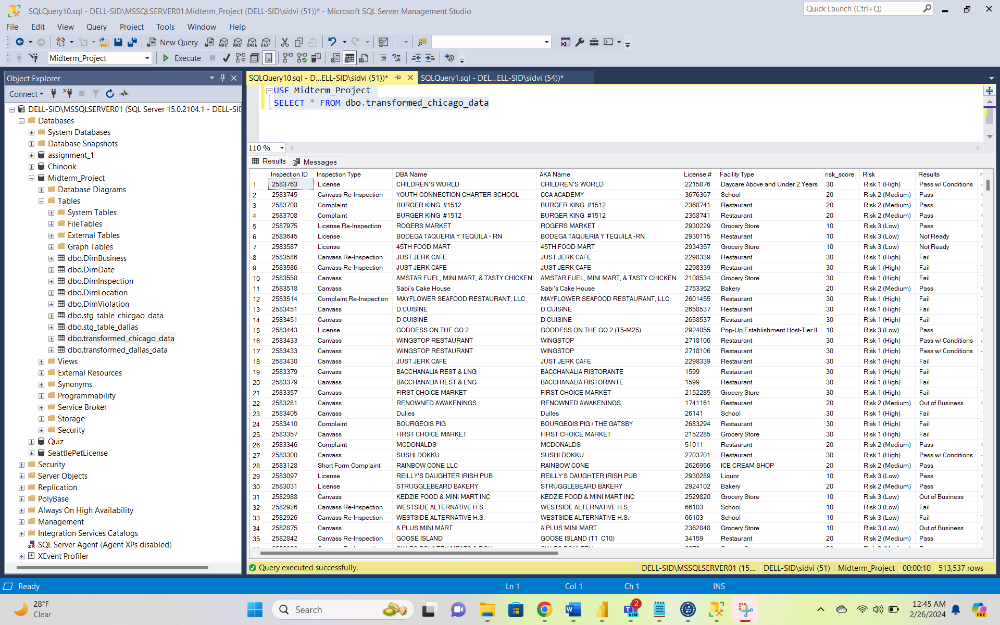 SQLQuery10.sql - DELL-SID\MSSQLSERVER01.Midterm_Project (DELL-SID\sidvi (51))* - Microsoft SQL Server Management Studio
Quick Launch (Ctrl+Q)
File Edit View Query Project Tools Window Help
New Query
MDX DMX XMLA DAX
Midterm_Project Execute
Object Explorer
SQLQuery10.sql - D...ELL-SID\sidvi (51))* SQLQuery1.sql - DEL...ELL-SID\sidvi (54))*
Connect
DELL-SID\MSSQLSERVER01 (SQL Server 15.0.2104.1 - DELL-SID
Databases
System Databases
Database Snapshots
assignment_1
Chinook
Midterm_Project
Database Diagrams
Tables
System Tables
FileTables
External Tables
Graph Tables
dbo.DimBusiness
dbo.DimDate
dbo.DimInspection
dbo.DimLocation
dbo.DimViolation
dbo.stg_table_chicgao_data
dbo.stg_table_dallas
dbo.transformed_chicago_data
dbo.transformed_dallas_data
Views
External Resources
Synonyms
Programmability
Service Broker
Storage
Security
Quiz
SeattlePetLicense
Security
Server Objects
Replication
PolyBase
Always On High Availability
Management
Integration Services Catalogs
SQL Server Agent (Agent XPs disabled)
XEvent Profiler
USE Midterm_Project
SELECT * FROM dbo.transformed_chicago_data
110 %
Results Messages
Inspection ID Inspection Type DBA Name AKA Name License # Facility Type risk_score Risk Results
1 2583763 License CHILDREN'S WORLD CHILDREN'S WORLD 2215876 Daycare Above and Under 2 Years 30 Risk 1 (High) Pass w/ Conditions
2 2583745 Canvass Re-Inspection YOUTH CONNECTION CHARTER SCHOOL CCA ACADEMY 3676367 School 20 Risk 2 (Medium) Pass
3 2583708 Complaint BURGER KING #1512 BURGER KING #1512 2368741 Restaurant 20 Risk 2 (Medium) Pass
4 2583708 Complaint BURGER KING #1512 BURGER KING #1512 2368741 Restaurant 20 Risk 2 (Medium) Pass
5 2587975 License Re-Inspection ROGERS MARKET ROGERS MARKET 2930229 Grocery Store 10 Risk 3 (Low) Pass
6 2583645 License BODEGA TAQUERIA Y TEQUILA - RN BODEGA TAQUERIA Y TEQUILA -RN 2930115 Restaurant 10 Risk 3 (Low) Not Ready
7 2583587 License 45TH FOOD MART 45TH FOOD MART 2934357 Grocery Store 10 Risk 3 (Low) Not Ready
8 2583586 Canvass Re-Inspection JUST JERK CAFE JUST JERK CAFE 2298339 Restaurant 30 Risk 1 (High) Fail
9 2583586 Canvass Re-Inspection JUST JERK CAFE JUST JERK CAFE 2298339 Restaurant 30 Risk 1 (High) Fail
10 2583558 Canvass AMSTAR FUEL, MINI MART, & TASTY CHICKEN AMSTAR FUEL, MINI MART, & TASTY CHICKEN 2108534 Grocery Store 30 Risk 1 (High) Fail
11 2583518 Canvass Sabi's Cake House Sabi's Cake House 2753362 Bakery 20 Risk 2 (Medium) Pass
12 2583514 Complaint Re-Inspection MAYFLOWER SEAFOOD RESTAURANT, LLC MAYFLOWER SEAFOOD RESTAURANT, LLC 2601455 Restaurant 30 Risk 1 (High) Fail
13 2583451 Canvass D CUISINE D CUISINE 2658537 Restaurant 30 Risk 1 (High) Fail
14 2583451 Canvass D CUISINE D CUISINE 2658537 Restaurant 30 Risk 1 (High) Fail
15 2583443 License GODDESS ON THE GO 2 GODDESS ON THE GO 2 (T5-M25) 2924055 Pop-Up Establishment Host-Tier II 10 Risk 3 (Low) Pass
16 2583433 Canvass WINGSTOP RESTAURANT WINGSTOP 2718106 Restaurant 30 Risk 1 (High) Pass w/ Conditions
17 2583433 Canvass WINGSTOP RESTAURANT WINGSTOP 2718106 Restaurant 30 Risk 1 (High) Pass w/ Conditions
18 2583430 Canvass JUST JERK CAFE JUST JERK CAFE 2298339 Restaurant 30 Risk 1 (High) Fail
19 2583379 Canvass BACCHANALIA REST & LNG BACCHANALIA RISTORANTE 1599 Restaurant 30 Risk 1 (High) Fail
20 2583379 Canvass BACCHANALIA REST & LNG BACCHANALIA RISTORANTE 1599 Restaurant 30 Risk 1 (High) Fail
21 2583357 Canvass FIRST CHOICE MARKET FIRST CHOICE MARKET 2152285 Grocery Store 30 Risk 1 (High) Fail
22 2583281 Canvass RENOWNED AWAKENINGS RENOWNED AWAKENINGS 1741161 Restaurant 20 Risk 2 (Medium) Out of Business
23 2583405 Canvass Dulles Dulles 26141 School 30 Risk 1 (High) Fail
24 2583410 Complaint BOURGEOIS PIG BOURGEOIS PIG / THE GATSBY 2683294 Restaurant 30 Risk 1 (High) Fail
25 2583357 Canvass FIRST CHOICE MARKET FIRST CHOICE MARKET 2152285 Grocery Store 30 Risk 1 (High) Fail
26 2583346 Complaint MCDONALDS MCDONALDS 51011 Restaurant 20 Risk 2 (Medium) Pass
27 2583300 Canvass SUSHI DOKKU SUSHI DOKKU 2703701 Restaurant 30 Risk 1 (High) Pass w/ Conditions
28 2583128 Short Form Complaint RAINBOW CONE LLC RAINBOW CONE 2626956 ICE CREAM SHOP 20 Risk 2 (Medium) Pass
29 2583097 License REILLY'S DAUGHTER IRISH PUB REILLY'S DAUGHTER IRISH PUB 2930289 Liquor 10 Risk 3 (Low) Pass
30 2583031 License STRUGGLEBEARD BAKERY STRUGGLEBEARD BAKERY 2924102 Bakery 20 Risk 2 (Medium) Pass
31 2582988 Canvass KEDZIE FOOD & MINI MART INC KEDZIE FOOD & MINI MART INC 2529820 Grocery Store 10 Risk 3 (Low) Out of Business
32 2582926 Canvass Re-Inspection WESTSIDE ALTERNATIVE H.S. WESTSIDE ALTERNATIVE H.S. 66103 School 10 Risk 3 (Low) Fail
33 2582926 Canvass Re-Inspection WESTSIDE ALTERNATIVE H.S. WESTSIDE ALTERNATIVE H.S. 66103 School 10 Risk 3 (Low) Fail
34 2582875 Canvass A PLUS MINI MART A PLUS MINI MART 2362848 Grocery Store 10 Risk 3 (Low) Out of Business
35 2582842 Canvass Re-Inspection GOOSE ISLAND GOOSE ISLAND (T1 C10) 34159 Restaurant 20 Risk 2 (Medium) Pass
Query executed successfully. DELL-SID\MSSQLSERVER01 (15.... DELL-SID\sidvi (51) Midterm_Project 00:00:10 513,537 rows
Ready Ln 1 Col 1 Ch 1 INS
28°F
Clear
Search
2
NEW
12:45 AM
2/26/2024
PRE